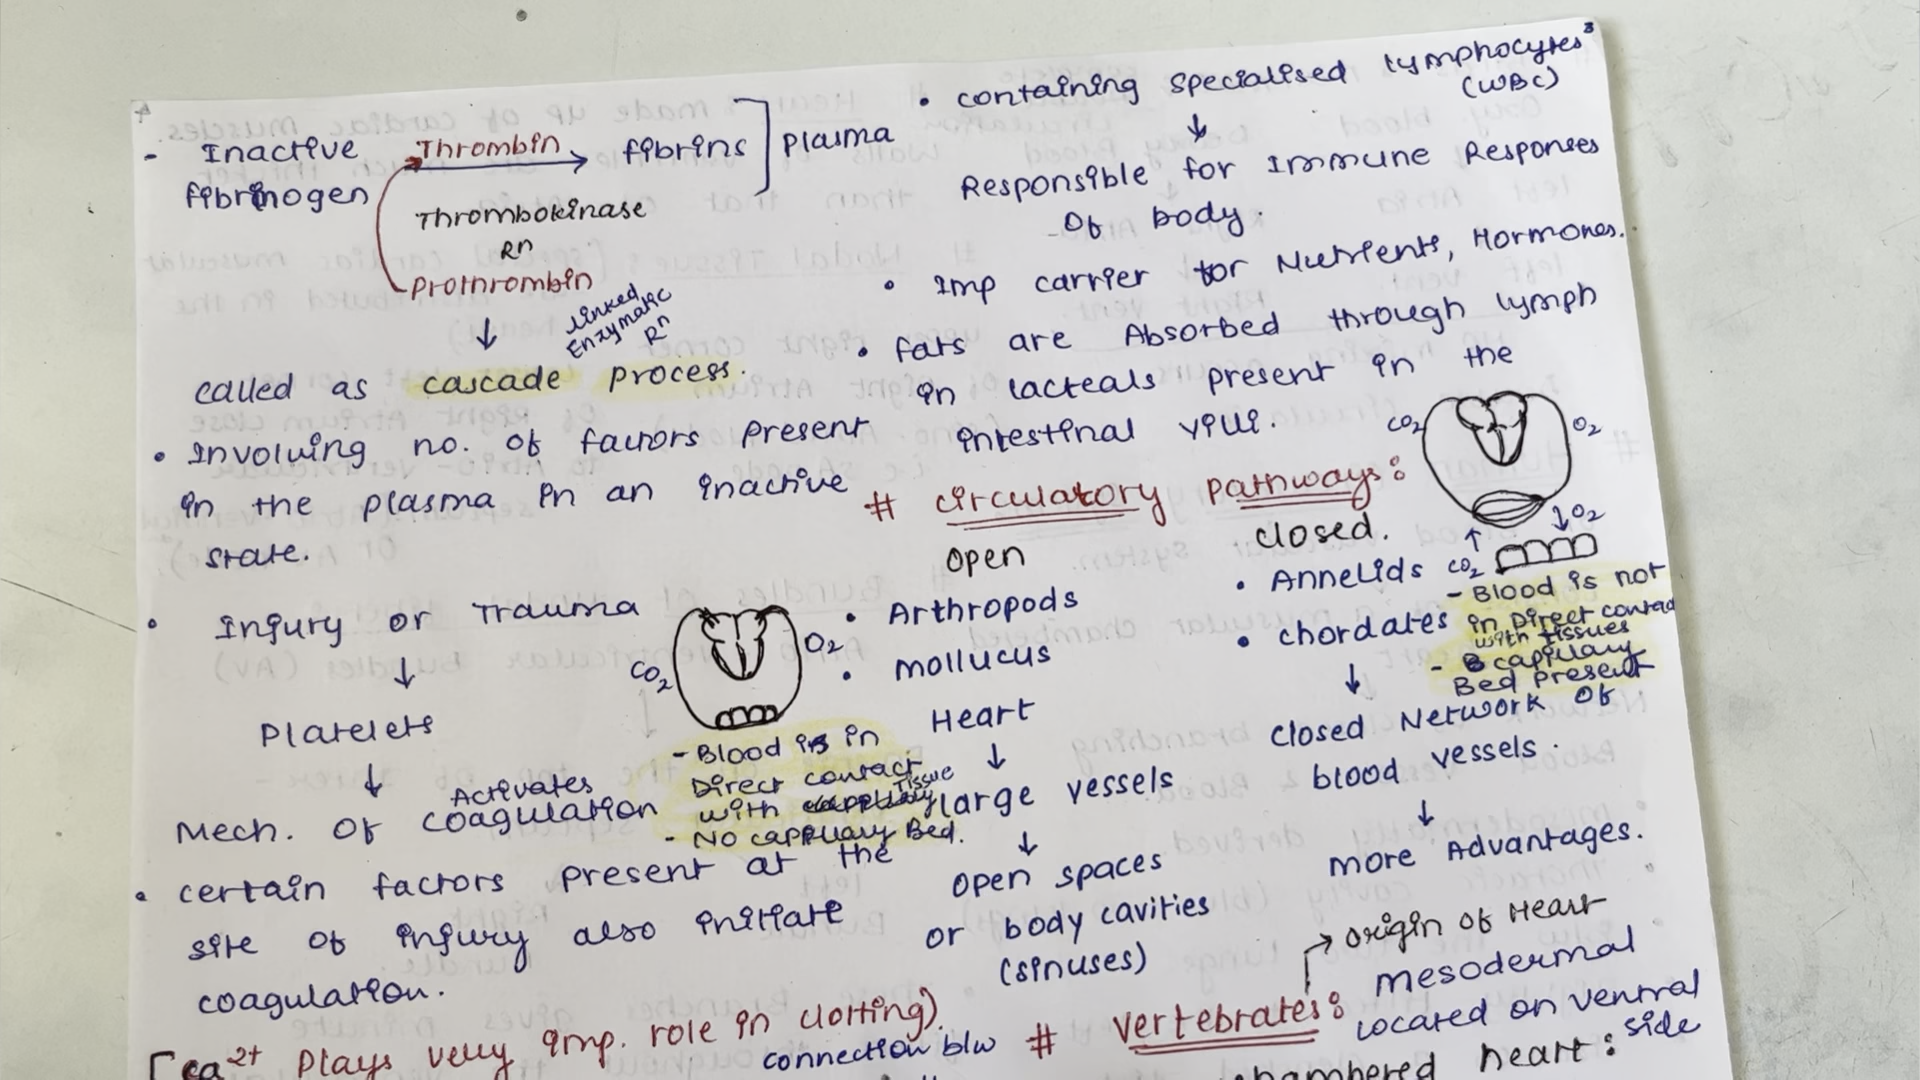 - Inactive Thrombin fibrins ] plasma
fibrinogen
Thrombokinase
Rn
Prothrombin
linked
Enzymatic
Rn
called as cascade process.
• Involving no. of factors present
in the plasma in an inactive
state.
• Injury or Trauma
Platelets
Activates
Mech. of coagulation
• certain factors present at the
site of injury also initiate
coagulation.
[Ca2+ plays very imp. role in clotting).
connection b/w
CO2
O2
- Blood is in
Direct contact
with Tissue
- No capillary Bed.
• containing specialised lymphocytes
(WBC)
Responsible for Immune Responses
of body.
• Imp carrier for Nutrients, Hormones.
• fats are Absorbed through lymph
in lacteals present in the
intestinal villi.
# circulatory pathways:
open
• Arthropods
• mollucus
Heart
large vessels
open spaces
or body cavities
(sinuses)
closed.
• Annelids
• chordates
closed Network of
blood vessels.
more Advantages.
CO2
O2
O2
CO2
- Blood is not
in Direct contact
with tissues
- capillary
Bed Present
# vertebrates:
origin of Heart
mesodermal
Located on ventral
side
chambered heart: